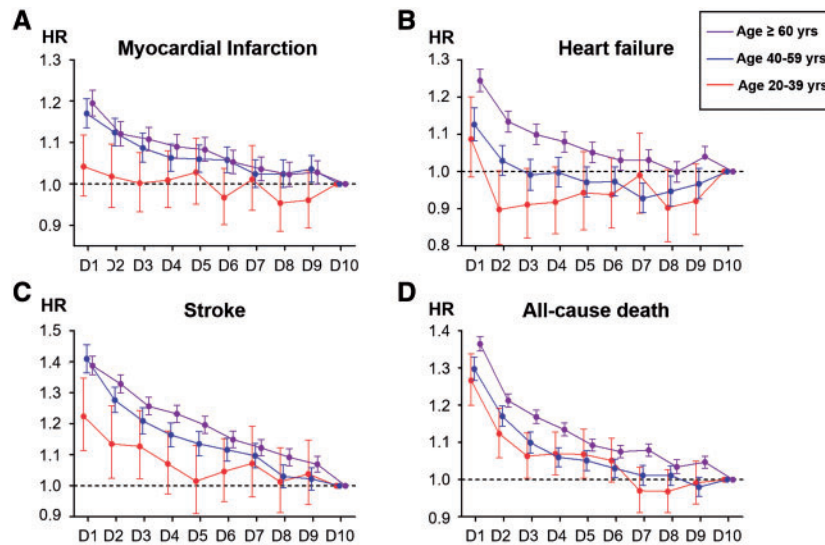 A
HR
Myocardial Infarction
1.3
1.2
1.1
1.0
0.9
D1 D2 D3 D4 D5 D6 D7 D8 D9 D10
B
HR
Heart failure
1.3
1.2
1.1
1.0
0.9
0.8
D1 D2 D3 D4 D5 D6 D7 D8 D9 D10
Age ≥ 60 yrs
Age 40-59 yrs
Age 20-39 yrs
C
HR
Stroke
1.5
1.4
1.3
1.2
1.1
1.0
0.9
D1 D2 D3 D4 D5 D6 D7 D8 D9 D10
D
HR
All-cause death
1.4
1.3
1.2
1.1
1.0
0.9
D1 D2 D3 D4 D5 D6 D7 D8 D9 D10